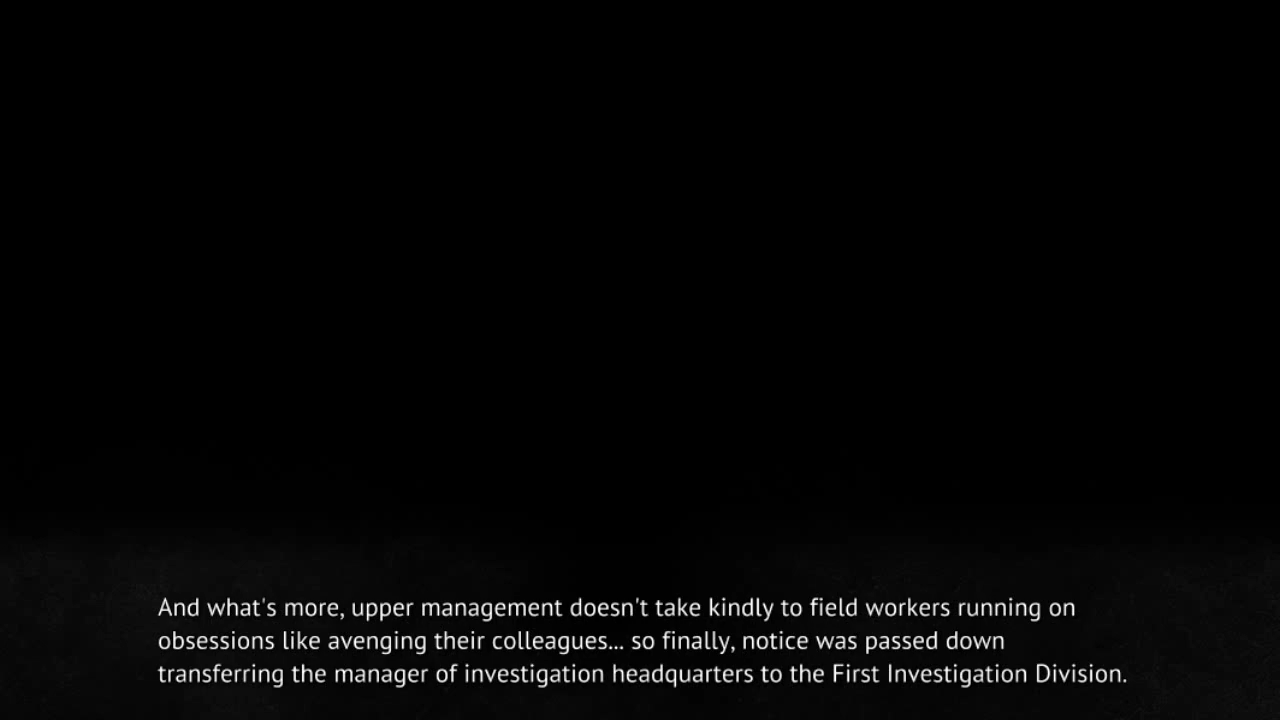 And what's more, upper management doesn't take kindly to field workers running on
obsessions like avenging their colleagues... so finally, notice was passed down
transferring the manager of investigation headquarters to the First Investigation Division.